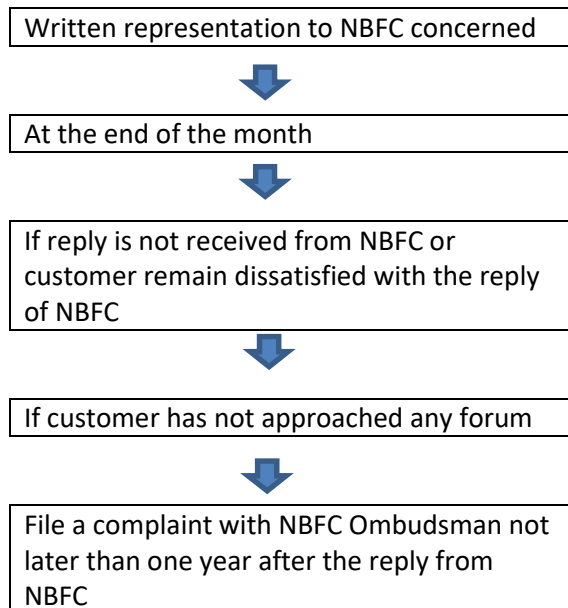 Written representation to NBFC concerned
At the end of the month
If reply is not received from NBFC or
customer remain dissatisfied with the reply
of NBFC
If customer has not approached any forum
File a complaint with NBFC Ombudsman not
later than one year after the reply from
NBFC